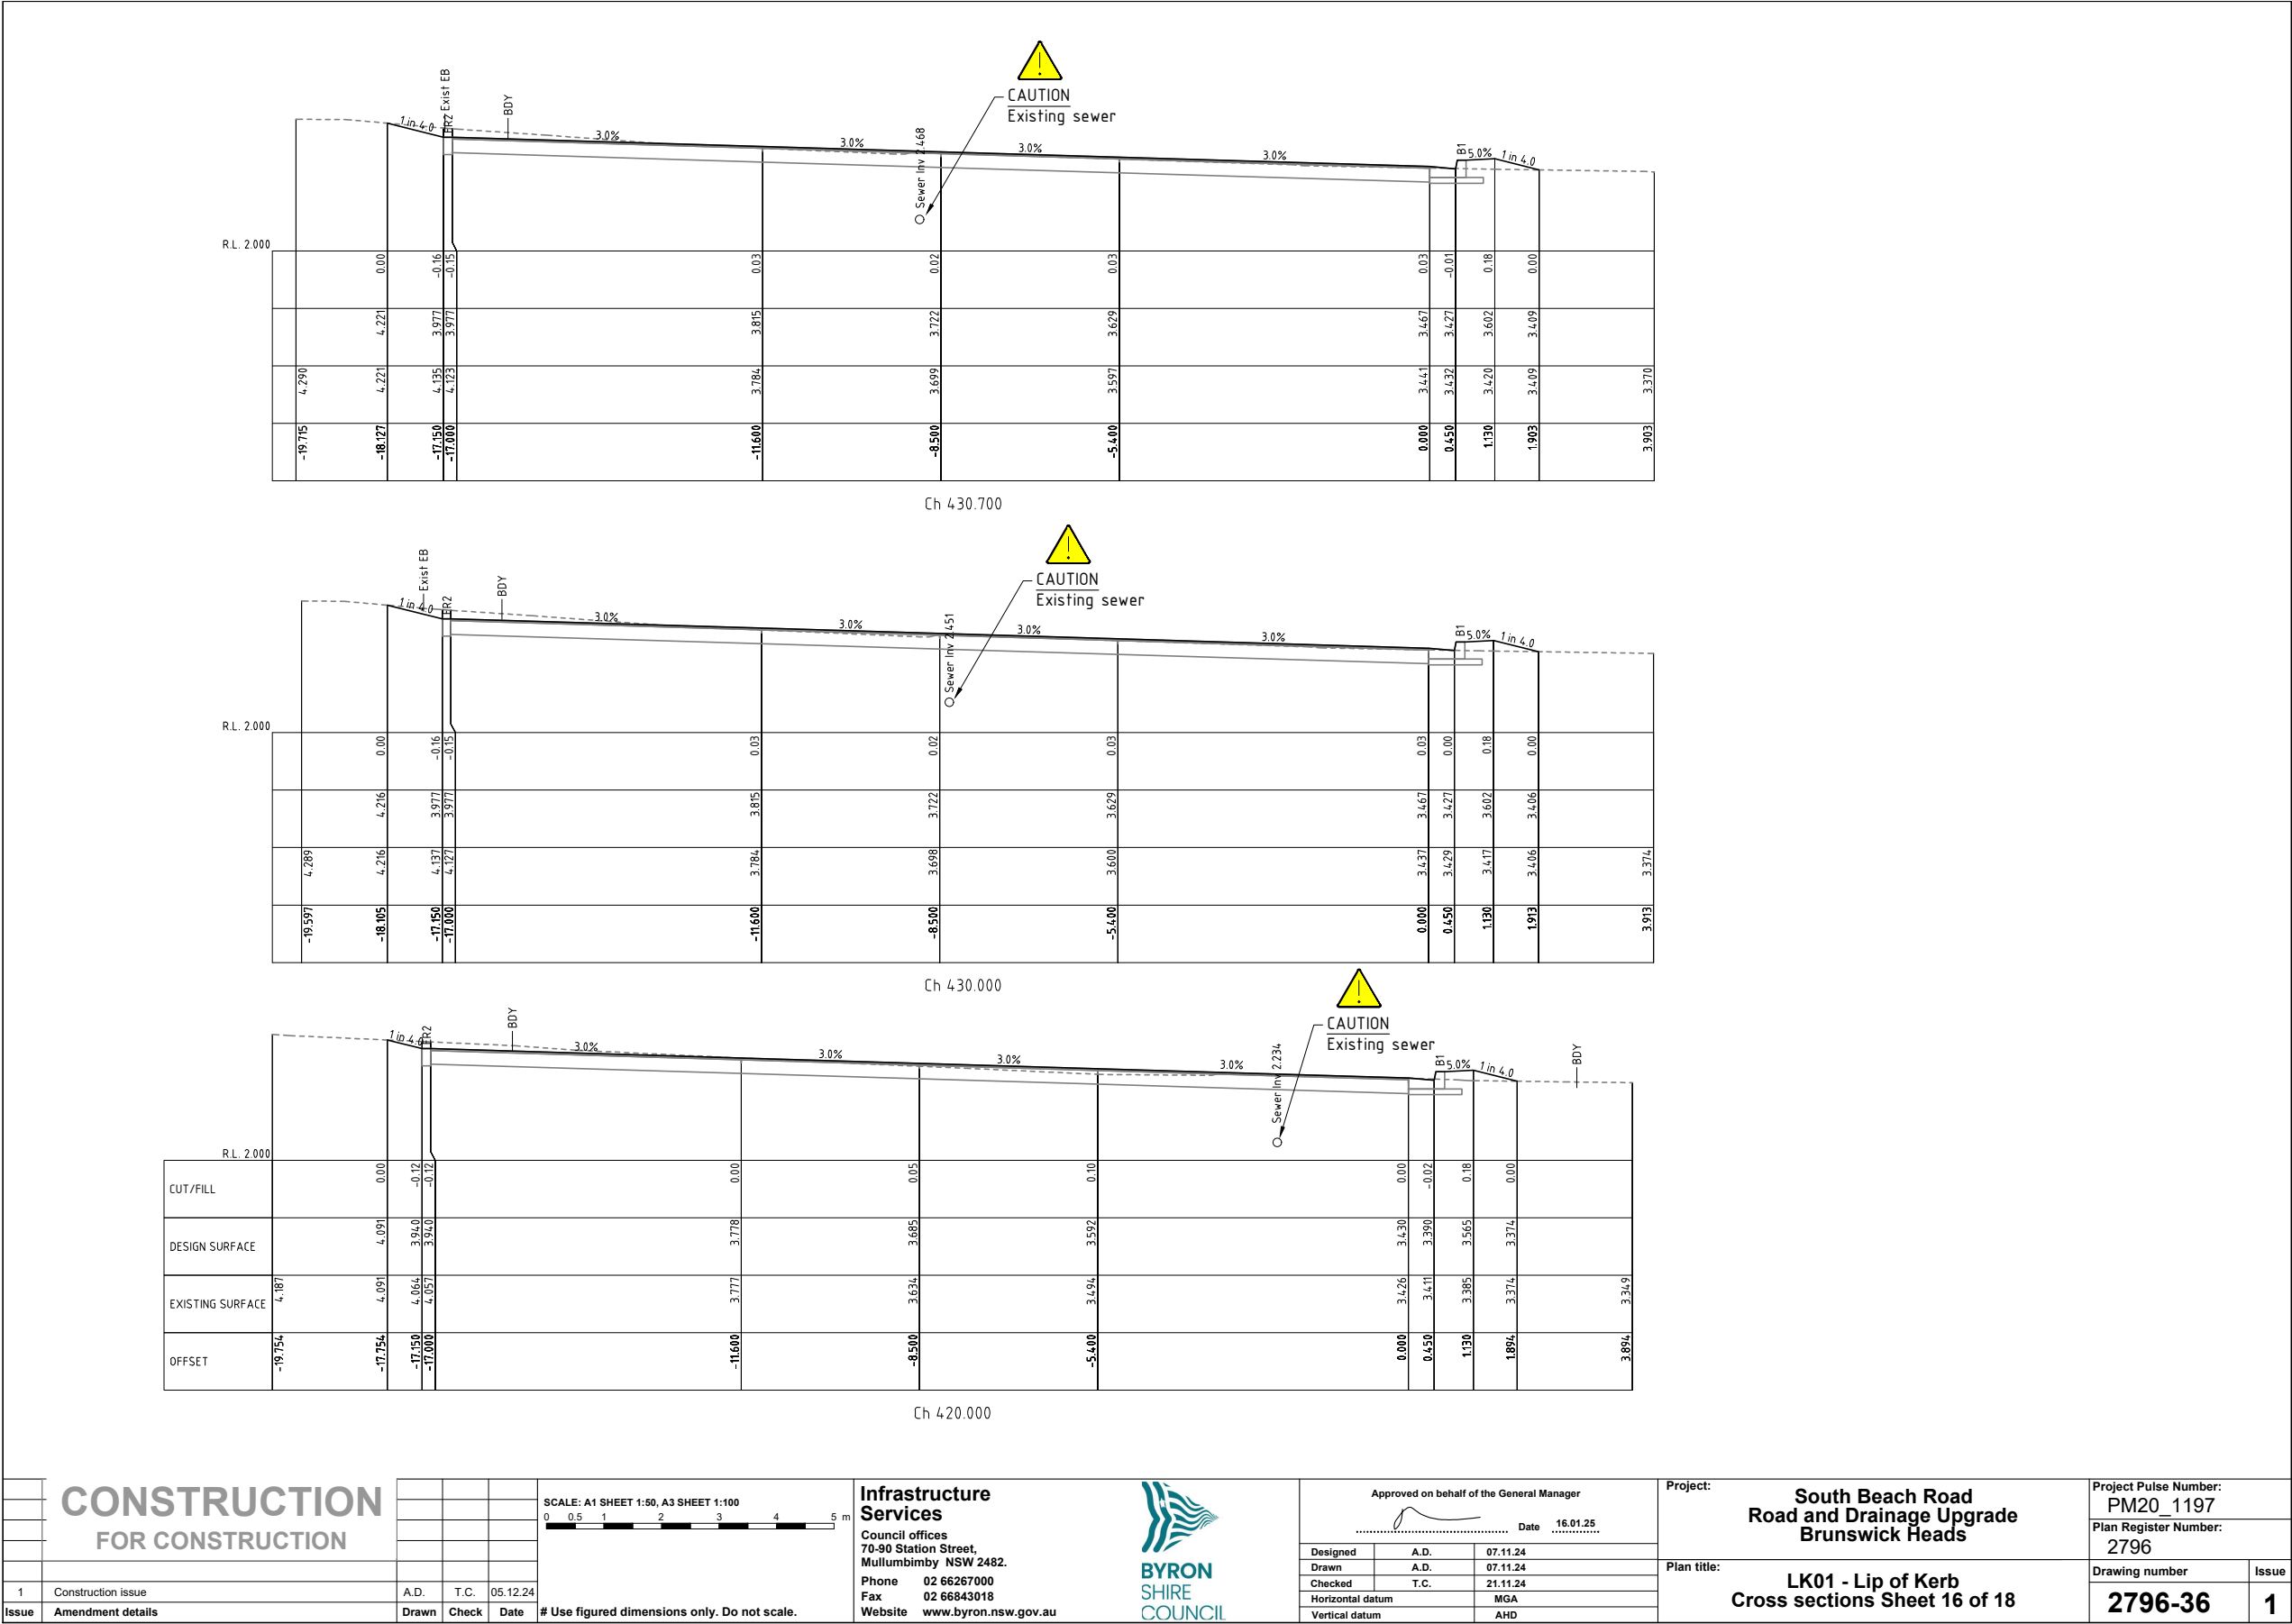 CAUTION
Existing sewer
Exist EB
ER2
BDY
1 in 4.0
3.0%
3.0%
3.0%
3.0%
Sewer Inv 2.468
B1
5.0%
1 in 4.0
R.L. 2.000
0.00 -0.16 -0.15 0.03 0.02 0.03 0.03 -0.01 0.18 0.00
4.221 3.977 3.977 3.815 3.722 3.629 3.467 3.427 3.602 3.409
4.290 4.221 4.135 4.123 3.784 3.699 3.597 3.441 3.432 3.420 3.409 3.370
-19.715 -18.127 -17.150 -17.000 -11.600 -8.500 -5.400 0.000 0.450 1.130 1.903 3.903
Ch 430.700
CAUTION
Existing sewer
Exist EB
BDY
1 in 4.0
3.0%
3.0%
3.0%
3.0%
Sewer Inv 2.451
B1
5.0%
1 in 4.0
R.L. 2.000
0.00 -0.16 -0.15 0.03 0.02 0.03 0.03 0.00 0.18 0.00
4.216 3.977 3.977 3.815 3.722 3.629 3.467 3.427 3.602 3.406
4.289 4.216 4.137 4.127 3.784 3.698 3.600 3.437 3.429 3.417 3.406 3.374
-19.597 -18.105 -17.150 -17.000 -11.600 -8.500 -5.400 0.000 0.450 1.130 1.913 3.913
Ch 430.000
CAUTION
Existing sewer
BDY
1 in 4.0
3.0%
3.0%
3.0%
3.0%
Sewer Inv 2.234
B1
5.0%
1 in 4.0
BDY
R.L. 2.000
CUT/FILL 0.00 -0.12 -0.12 0.00 0.05 0.10 0.00 -0.02 0.18 0.00
DESIGN SURFACE 4.091 3.940 3.940 3.778 3.685 3.592 3.430 3.390 3.565 3.374
EXISTING SURFACE 4.187 4.091 4.064 4.057 3.777 3.634 3.494 3.426 3.411 3.385 3.374 3.349
OFFSET -19.754 -17.754 -17.150 -17.000 -11.600 -8.500 -5.400 0.000 0.450 1.130 1.894 3.894
Ch 420.000
CONSTRUCTION
FOR CONSTRUCTION
1 Construction issue A.D. T.C. 05.12.24
Issue Amendment details Drawn Check Date
SCALE: A1 SHEET 1:50, A3 SHEET 1:100
0 0.5 1 2 3 4 5 m
# Use figured dimensions only. Do not scale.
Infrastructure
Services
Council offices
70-90 Station Street,
Mullumbimby NSW 2482.
Phone 02 66267000
Fax 02 66843018
Website www.byron.nsw.gov.au
BYRON
SHIRE
COUNCIL
Approved on behalf of the General Manager
Date 16.01.25
Designed A.D. 07.11.24
Drawn A.D. 07.11.24
Checked T.C. 21.11.24
Horizontal datum MGA
Vertical datum AHD
Project:
South Beach Road
Road and Drainage Upgrade
Brunswick Heads
Plan title:
LK01 - Lip of Kerb
Cross sections Sheet 16 of 18
Project Pulse Number:
PM20_1197
Plan Register Number:
2796
Drawing number Issue
2796-36 1